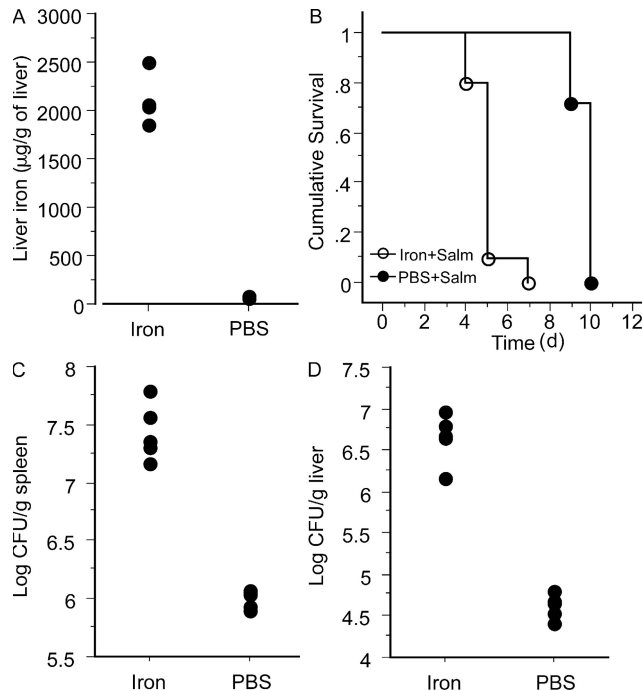 A
Liver iron (µg/g of liver)
3000
2500
2000
1500
1000
500
0
Iron PBS
B
Cumulative Survival
1
.8
.6
.4
.2
0
Iron+Salm
PBS+Salm
0 2 4 6 8 10 12
Time (d)
C
Log CFU/g spleen
8
7.5
7
6.5
6
5.5
Iron PBS
D
Log CFU/g liver
7.5
7
6.5
6
5.5
5
4.5
4
Iron PBS